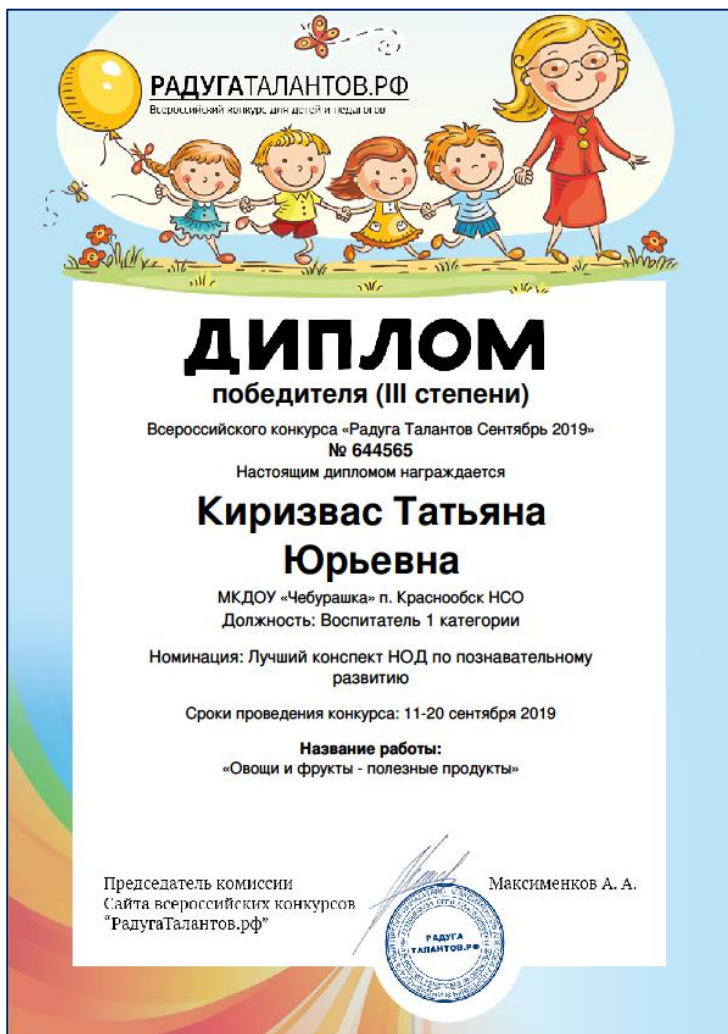 РАДУГАТАЛАНТОВ.РФ
Всероссийский конкурс для детей и педагогов
ДИПЛОМ
победителя (III степени)
Всероссийского конкурса «Радуга Талантов Сентябрь 2019»
№ 644565
Настоящим дипломом награждается
Киризвас Татьяна
Юрьевна
МКДОУ «Чебурашка» п. Краснообск НСО
Должность: Воспитатель 1 категории
Номинация: Лучший конспект НОД по познавательному
развитию
Сроки проведения конкурса: 11-20 сентября 2019
Название работы:
«Овощи и фрукты - полезные продукты»
Председатель комиссии
Сайта всероссийских конкурсов
“РадугаТалантов.рф”
Максименков А. А.
РАДУГА
ТАЛАНТОВ.РФ